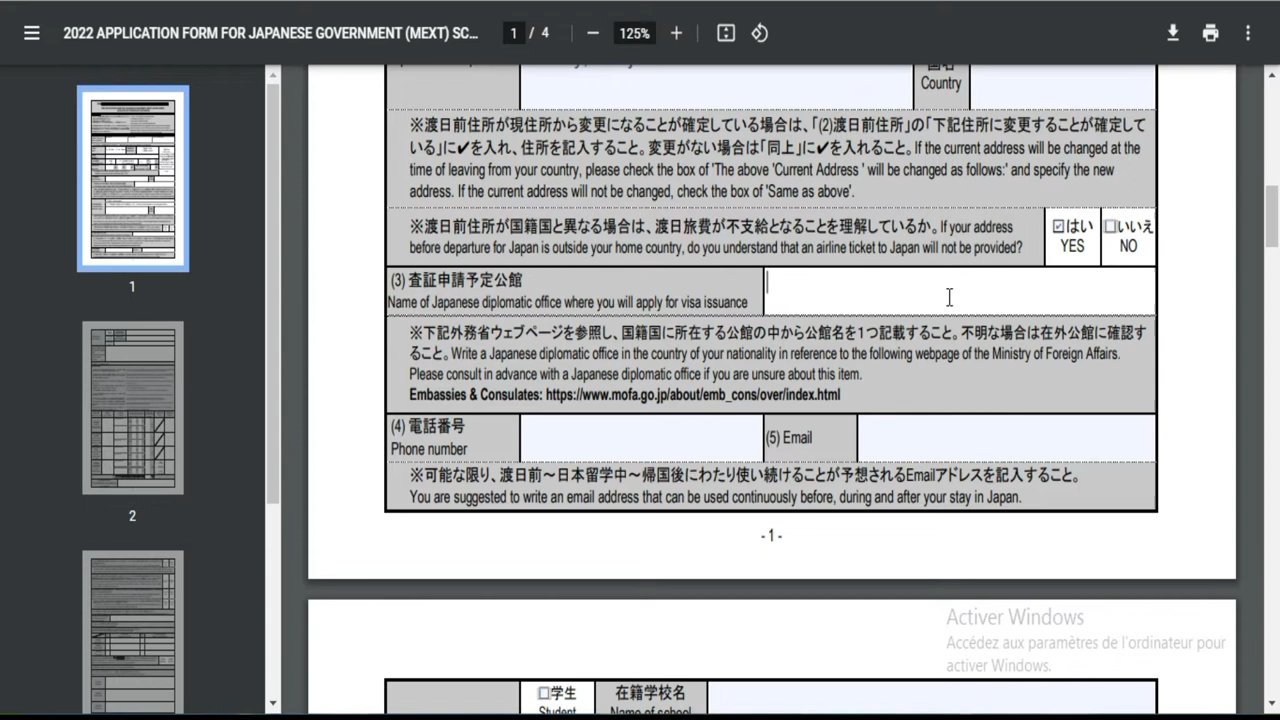 2022 APPLICATION FORM FOR JAPANESE GOVERNMENT (MEXT) SC...
1 / 4
125%
国名
Country
※渡日前住所が現住所から変更になることが確定している場合は、「(2)渡日前住所」の「下記住所に変更することが確定して
いる」に✔を入れ、住所を記入すること。変更がない場合は「同上」に✔を入れること。If the current address will be changed at the
time of leaving from your country, please check the box of 'The above 'Current Address ' will be changed as follows:' and specify the new
address. If the current address will not be changed, check the box of 'Same as above'.
※渡日前住所が国籍国と異なる場合は、渡日旅費が不支給となることを理解しているか。If your address
before departure for Japan is outside your home country, do you understand that an airline ticket to Japan will not be provided?
☑はい
YES
☐いいえ
NO
(3) 査証申請予定公館
Name of Japanese diplomatic office where you will apply for visa issuance
※下記外務省ウェブページを参照し、国籍国に所在する公館の中から公館名を1つ記載すること。不明な場合は在外公館に確認す
ること。Write a Japanese diplomatic office in the country of your nationality in reference to the following webpage of the Ministry of Foreign Affairs.
Please consult in advance with a Japanese diplomatic office if you are unsure about this item.
Embassies & Consulates: https://www.mofa.go.jp/about/emb_cons/over/index.html
(4) 電話番号
Phone number
(5) Email
※可能な限り、渡日前～日本留学中～帰国後にわたり使い続けることが予想されるEmailアドレスを記入すること。
You are suggested to write an email address that can be used continuously before, during and after your stay in Japan.
- 1 -
1
2
Activer Windows
Accédez aux paramètres de l'ordinateur pour
activer Windows.
☐学生
Student
在籍学校名
Name of school